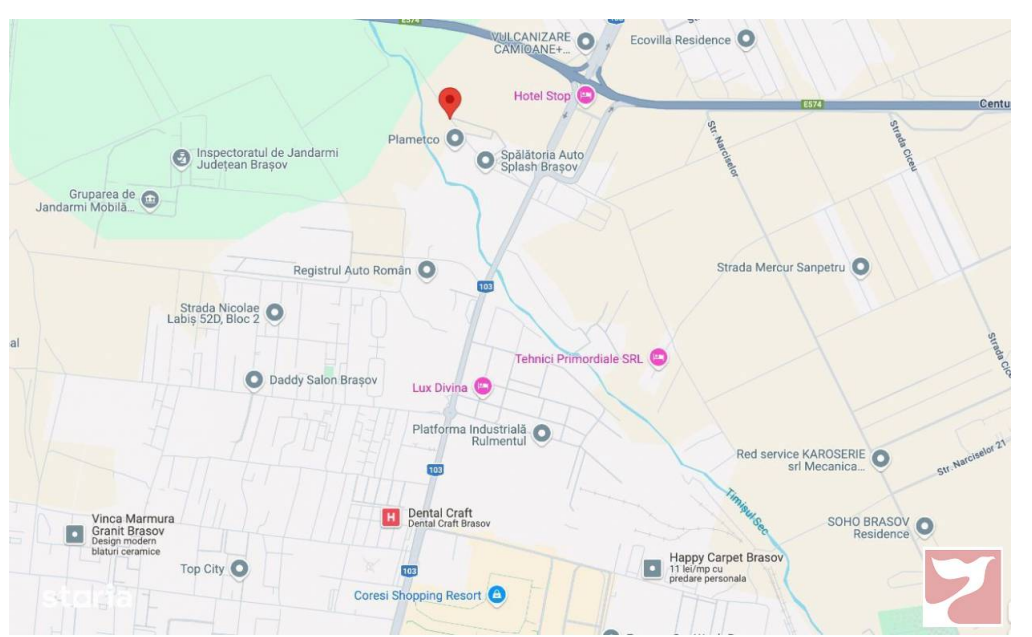 E574
103
VULCANIZARE
CAMIOANE+...
Ecovilla Residence
Hotel Stop
E574
Centu
Plametco
Inspectoratul de Jandarmi
Județean Brașov
Spălătoria Auto
Splash Brașov
Str. Narciselor
Strada Ciceu
Gruparea de
Jandarmi Mobilă...
Registrul Auto Român
Strada Mercur Sanpetru
103
Strada Nicolae
Labiș 52D, Bloc 2
al
Tehnici Primordiale SRL
Strada Cice
Daddy Salon Brașov
Lux Divina
Platforma Industrială
Rulmentul
103
Red service KAROSERIE
srl Mecanica...
Str. Narciselor 21
Timișul Sec
Vinca Marmura
Granit Brasov
Design modern
blaturi ceramice
H
Dental Craft
Dental Craft Brasov
SOHO BRASOV
Residence
Top City
103
Happy Carpet Brasov
11 lei/mp cu
predare personala
Coresi Shopping Resort
storia